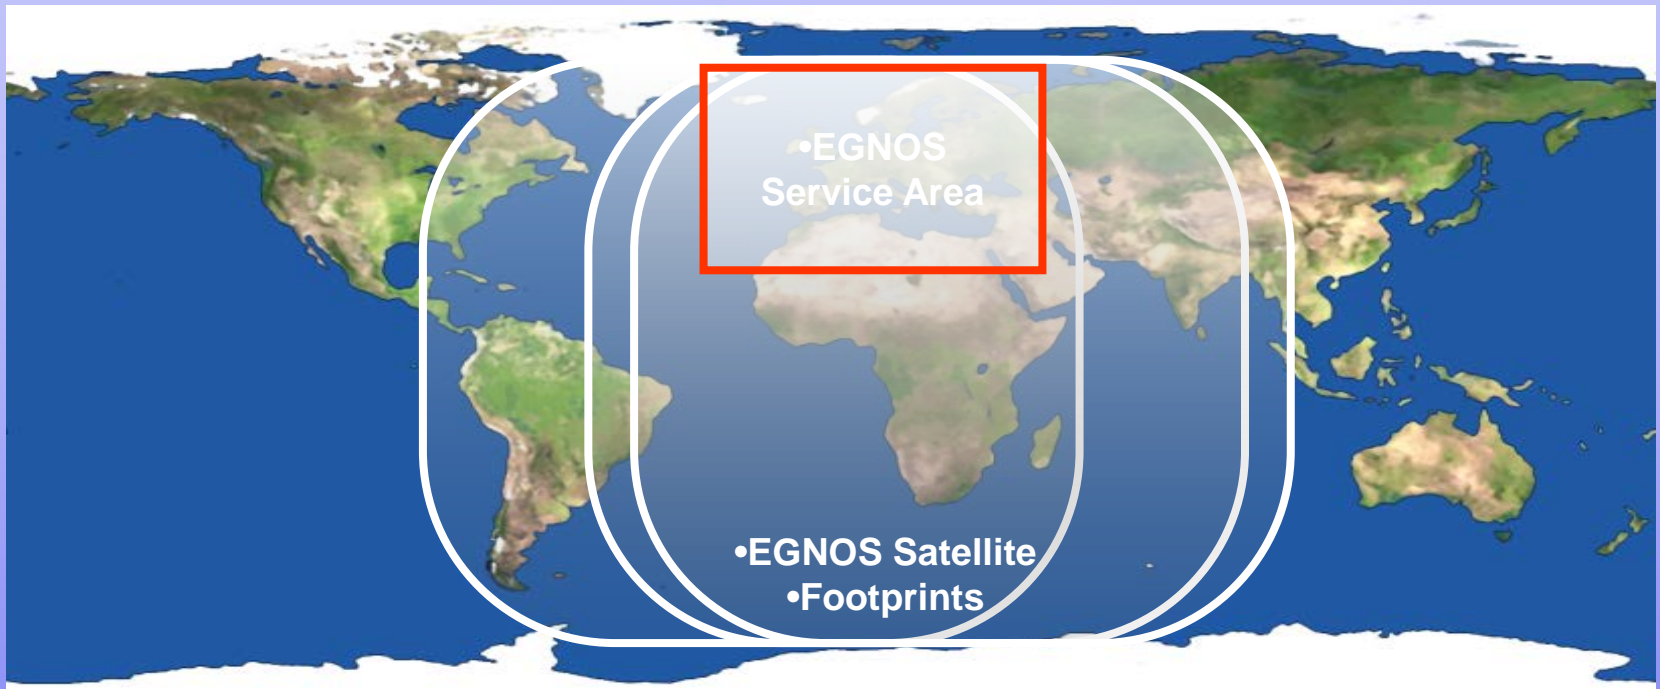 •EGNOS
Service Area
•EGNOS Satellite
•Footprints